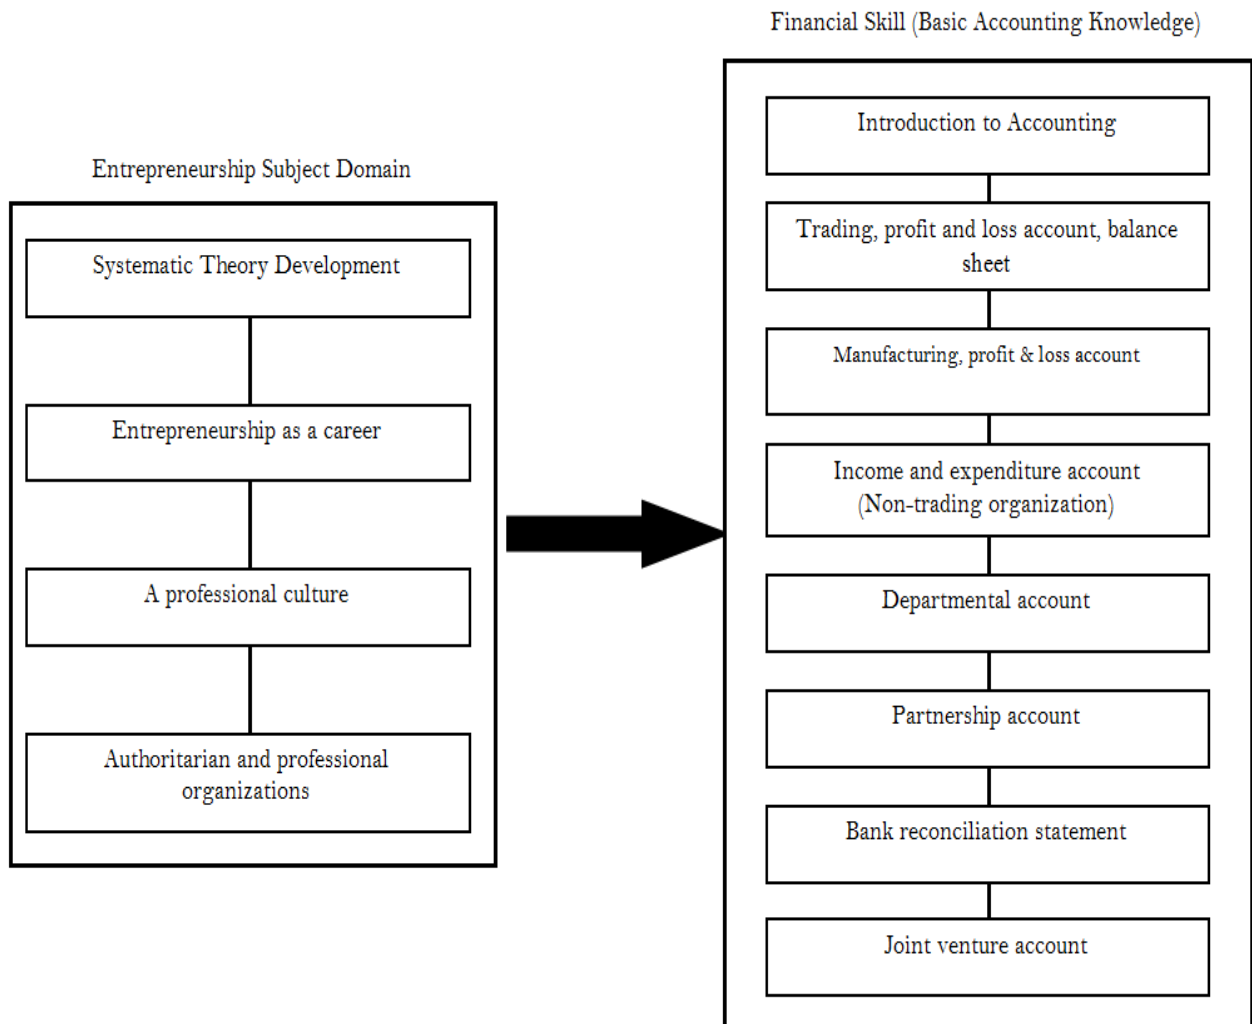 Entrepreneurship Subject Domain
Systematic Theory Development
Entrepreneurship as a career
A professional culture
Authoritarian and professional
organizations
Financial Skill (Basic Accounting Knowledge)
Introduction to Accounting
Trading, profit and loss account, balance
sheet
Manufacturing, profit & loss account
Income and expenditure account
(Non-trading organization)
Departmental account
Partnership account
Bank reconciliation statement
Joint venture account